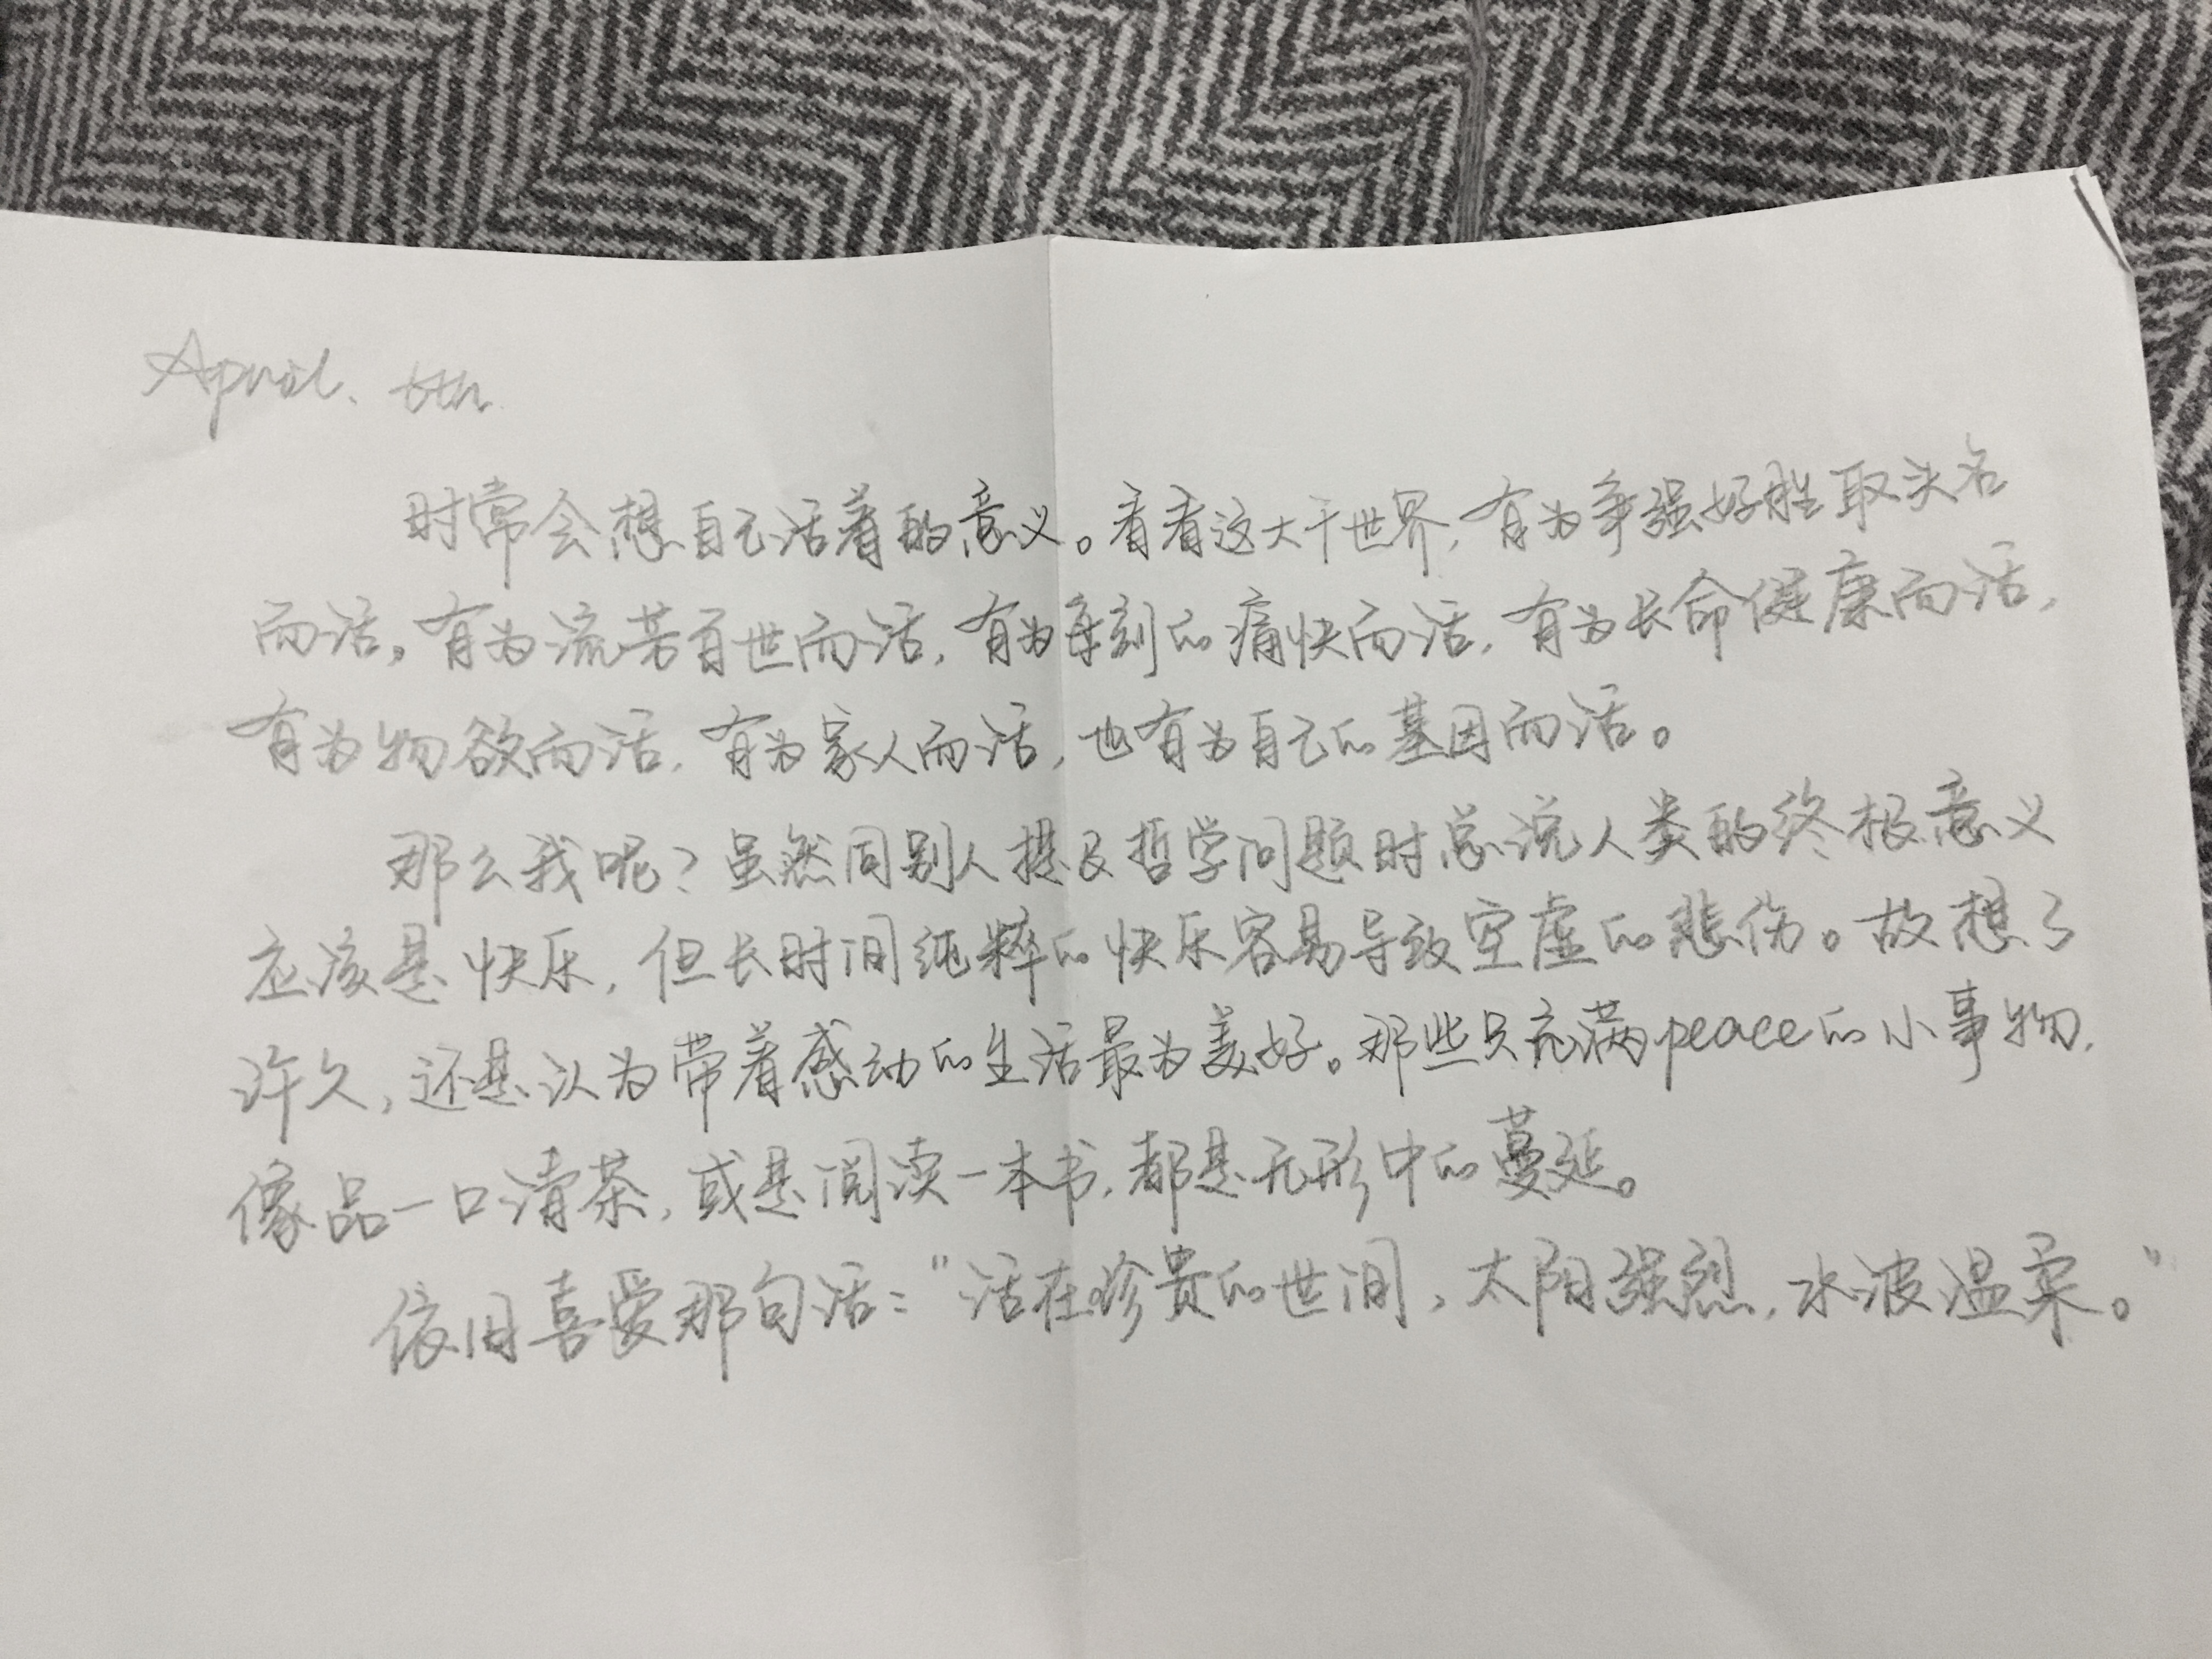 April. 6th
时常会想自己活着的意义。看看这大千世界,有为争强好胜取头名
而活,有为流芳百世而活,有为每刻的痛快而活,有为长命健康而活,
有为物欲而活,有为家人而活,也有为自己的基因而活。
那么我呢?虽然同别人提及哲学问题时总说人类的终极意义
应该是快乐,但长时间纯粹的快乐容易导致空虚的悲伤。故想了
许久,还是认为带着感动的生活最为美好。那些只充满peace的小事物,
像品一口清茶,或是阅读一本书,都是无形中的蔓延。
依旧喜爱那句话:"活在珍贵的世间,太阳强烈,水波温柔。"